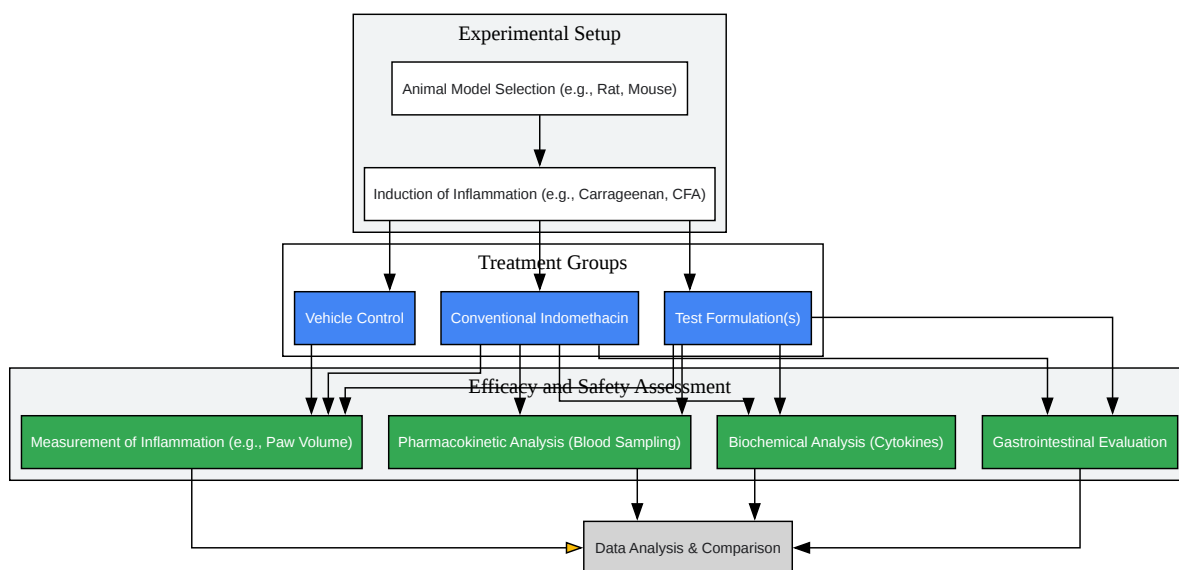 Experimental Setup
Animal Model Selection (e.g., Rat, Mouse)
Induction of Inflammation (e.g., Carrageenan, CFA)
Treatment Groups
Vehicle Control
Conventional Indomethacin
Test Formulation(s)
Efficacy and Safety Assessment
Measurement of Inflammation (e.g., Paw Volume)
Pharmacokinetic Analysis (Blood Sampling)
Biochemical Analysis (Cytokines)
Gastrointestinal Evaluation
Data Analysis & Comparison